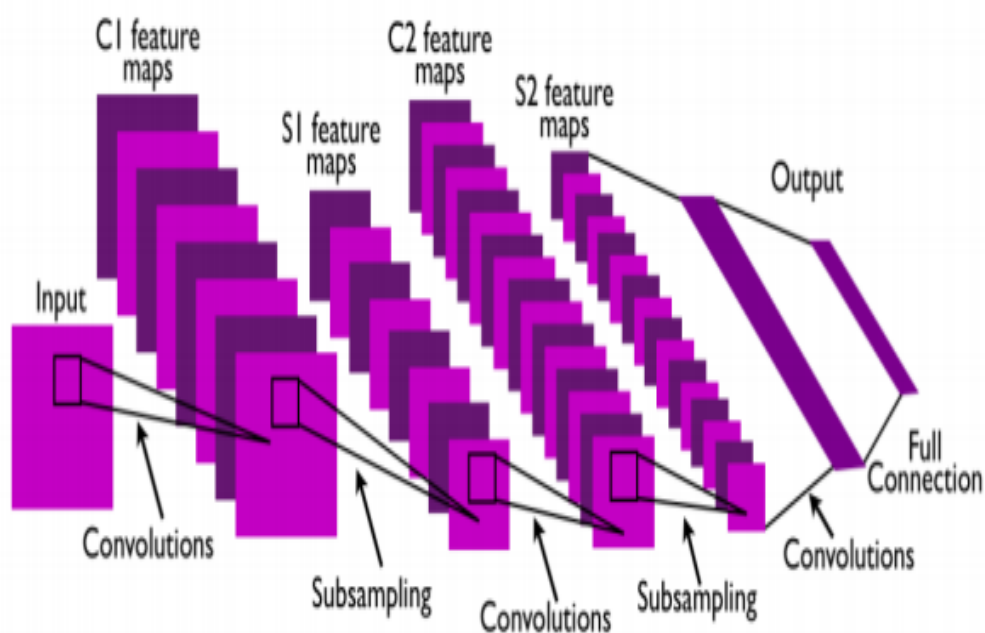 C1 feature
maps
C2 feature
maps
S1 feature
maps
S2 feature
maps
Output
Input
Full
Connection
Convolutions
Subsampling
Convolutions
Subsampling
Convolutions